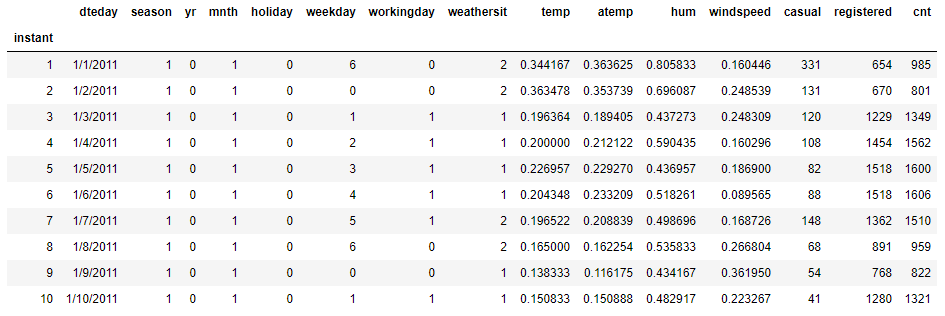 dteday season yr mnth holiday weekday workingday weathersit temp atemp hum windspeed casual registered cnt
instant
1 1/1/2011 1 0 1 0 6 0 2 0.344167 0.363625 0.805833 0.160446 331 654 985
2 1/2/2011 1 0 1 0 0 0 2 0.363478 0.353739 0.696087 0.248539 131 670 801
3 1/3/2011 1 0 1 0 1 1 1 0.196364 0.189405 0.437273 0.248309 120 1229 1349
4 1/4/2011 1 0 1 0 2 1 1 0.200000 0.212122 0.590435 0.160296 108 1454 1562
5 1/5/2011 1 0 1 0 3 1 1 0.226957 0.229270 0.436957 0.186900 82 1518 1600
6 1/6/2011 1 0 1 0 4 1 1 0.204348 0.233209 0.518261 0.089565 88 1518 1606
7 1/7/2011 1 0 1 0 5 1 2 0.196522 0.208839 0.498696 0.168726 148 1362 1510
8 1/8/2011 1 0 1 0 6 0 2 0.165000 0.162254 0.535833 0.266804 68 891 959
9 1/9/2011 1 0 1 0 0 0 1 0.138333 0.116175 0.434167 0.361950 54 768 822
10 1/10/2011 1 0 1 0 1 1 1 0.150833 0.150888 0.482917 0.223267 41 1280 1321